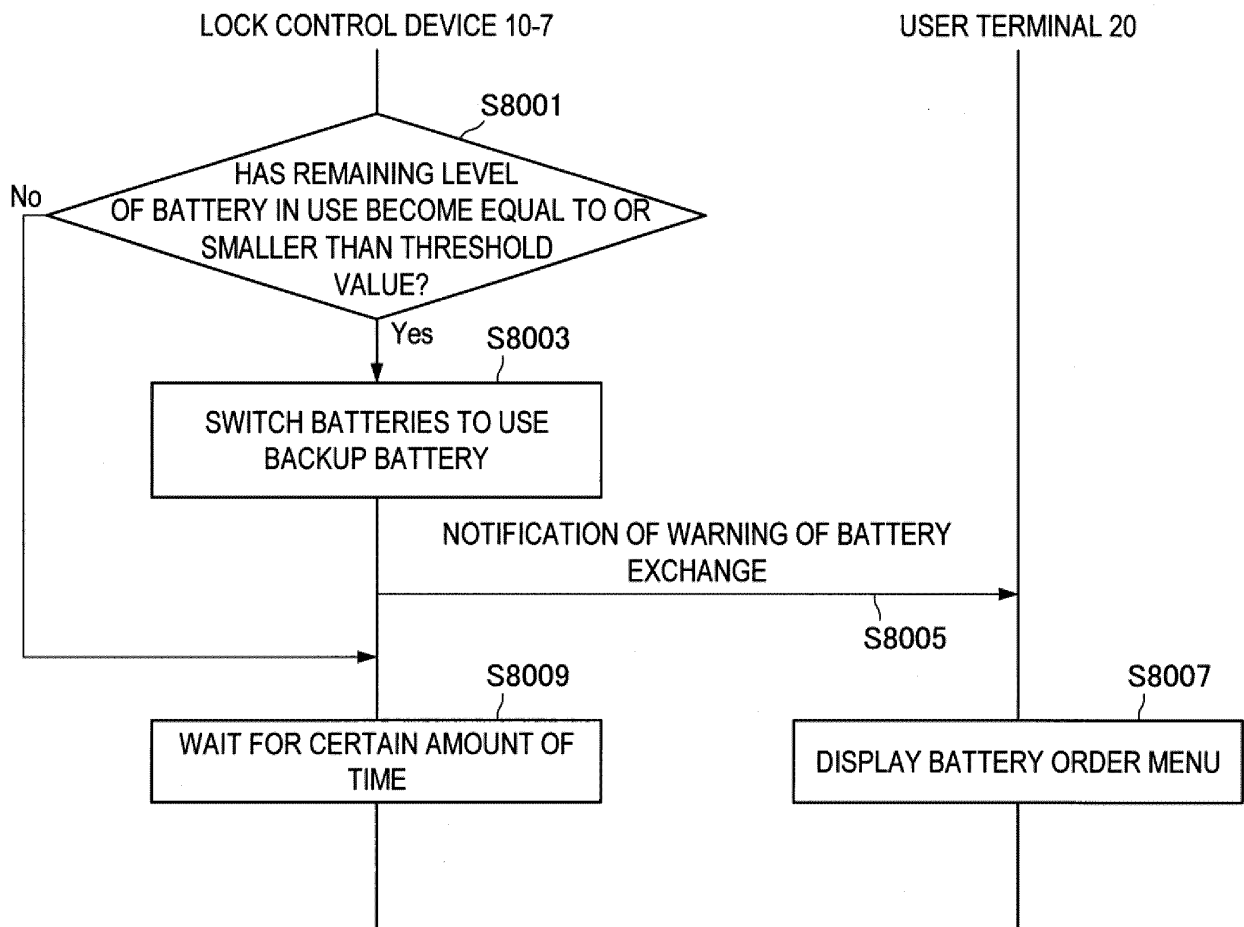 LOCK CONTROL DEVICE 10-7
USER TERMINAL 20
S8001
HAS REMAINING LEVEL
OF BATTERY IN USE BECOME EQUAL TO OR
SMALLER THAN THRESHOLD
VALUE?
No
Yes
S8003
SWITCH BATTERIES TO USE
BACKUP BATTERY
NOTIFICATION OF WARNING OF BATTERY
EXCHANGE
S8005
S8009
WAIT FOR CERTAIN AMOUNT OF
TIME
S8007
DISPLAY BATTERY ORDER MENU